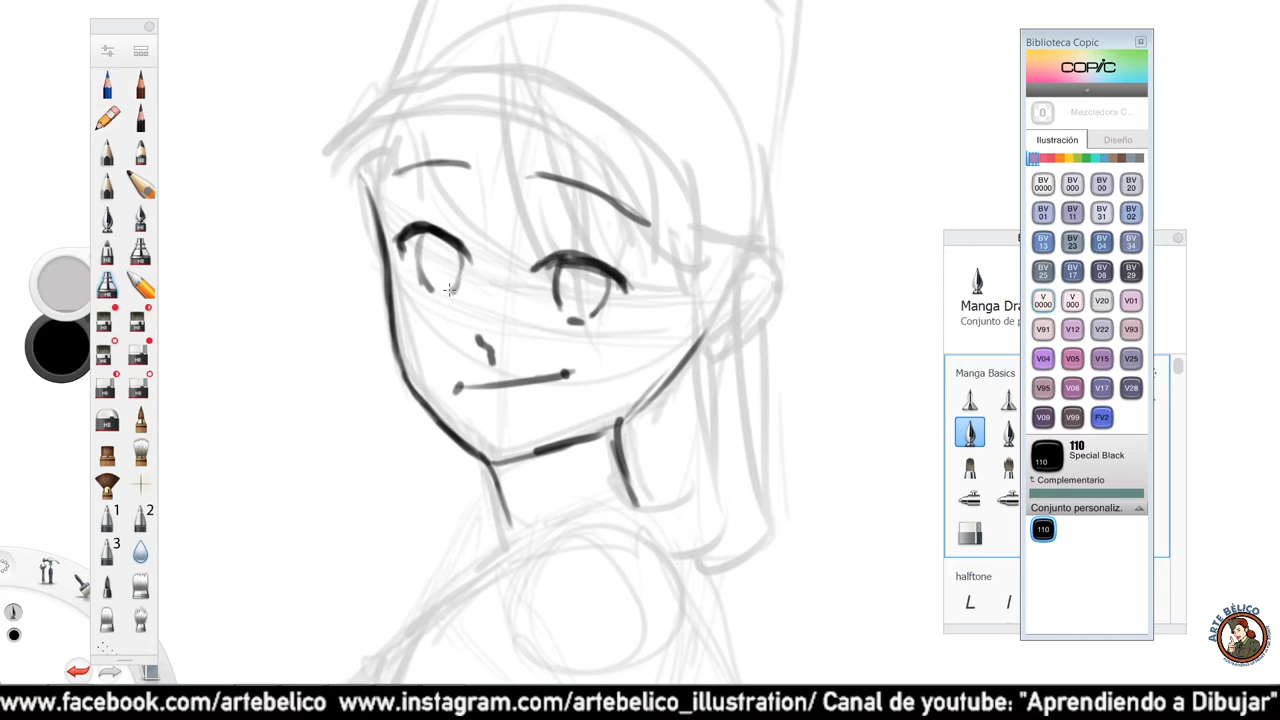 1
2
3
Manga Dra
Conjunto de p
Manga Basics
halftone
Biblioteca Copic
COPIC
0
Mezcladora C...
Ilustración Diseño
BV 0000 BV 000 BV 00 BV 20
BV 01 BV 11 BV 31 BV 02
BV 13 BV 23 BV 04 BV 34
BV 25 BV 17 BV 08 BV 29
V 0000 V 000 V20 V01
V91 V12 V22 V93
V04 V05 V15 V25
V95 V06 V17 V28
V09 V99 FV2
110
110
Special Black
Complementario
Conjunto personaliz.
110
ARTE BÉLICO
www.facebook.com/artebelico www.instagram.com/artebelico_illustration/ Canal de youtube: "Aprendiendo a Dibujar"